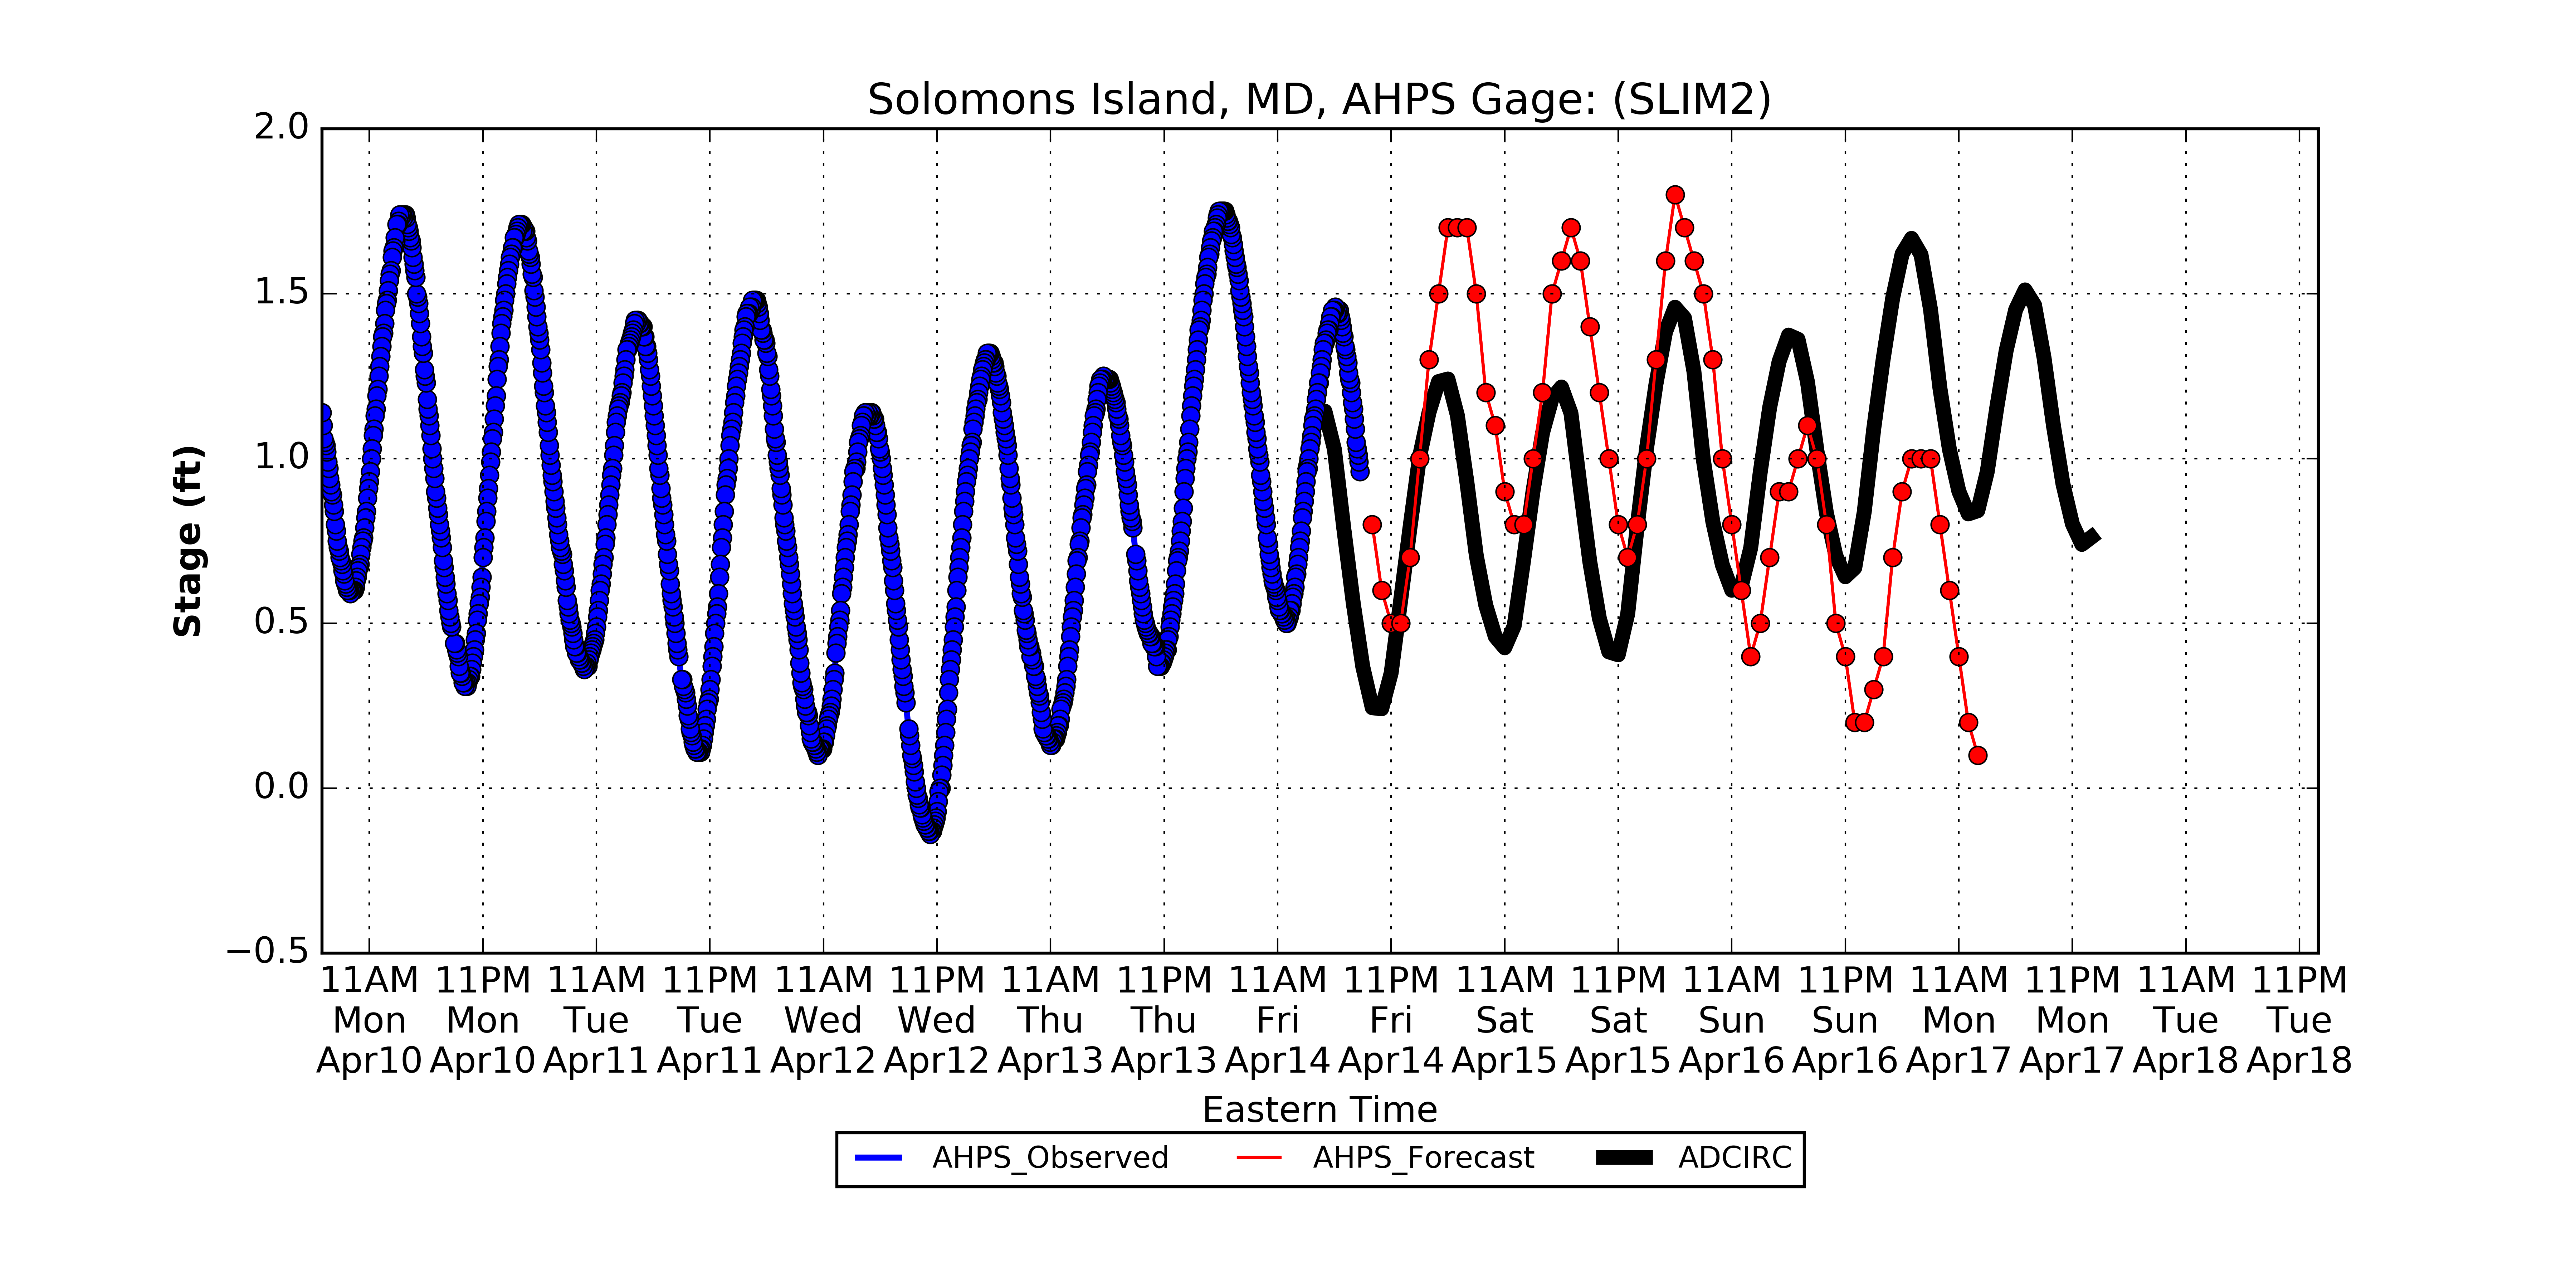 Solomons Island, MD, AHPS Gage: (SLIM2)
2.0
1.5
1.0
0.5
0.0
−0.5
Stage (ft)
11AM 11PM 11AM 11PM 11AM 11PM 11AM 11PM 11AM 11PM 11AM 11PM 11AM 11PM 11AM 11PM 11AM 11PM
Mon Mon Tue Tue Wed Wed Thu Thu Fri Fri Sat Sat Sun Sun Mon Mon Tue Tue
Apr10 Apr10 Apr11 Apr11 Apr12 Apr12 Apr13 Apr13 Apr14 Apr14 Apr15 Apr15 Apr16 Apr16 Apr17 Apr17 Apr18 Apr18
Eastern Time
AHPS_Observed AHPS_Forecast ADCIRC